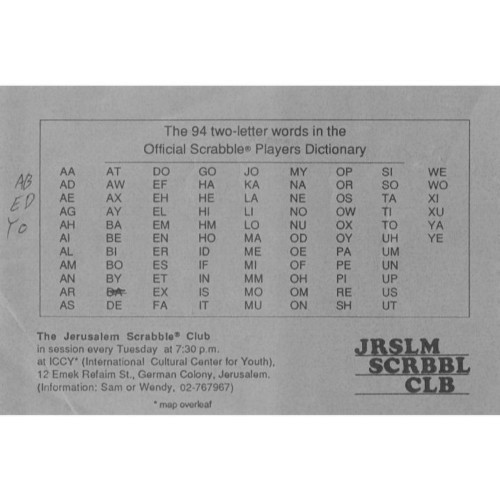 The 94 two-letter words in the
Official Scrabble® Players Dictionary
AA AT DO GO JO MY OP SI WE
AD AW EF HA KA NA OR SO WO
AE AX EH HE LA NE OS TA XI
AG AY EL HI LI NO OW TI XU
AH BA EM HM LO NU OX TO YA
AI BE EN HO MA OD OY UH YE
AL BI ER ID ME OE PA UM
AM BO ES IF MI OF PE UN
AN BY ET IN MM OH PI UP
AR EX IS MO OM RE US
AS DE FA IT MU ON SH UT
AB
ED
Yo
The Jerusalem Scrabble® Club
in session every Tuesday at 7:30 p.m.
at ICCY* (International Cultural Center for Youth),
12 Emek Refaim St., German Colony, Jerusalem.
(Information: Sam or Wendy, 02-767967)
* map overleaf
JRSLM
SCRBBL
CLB